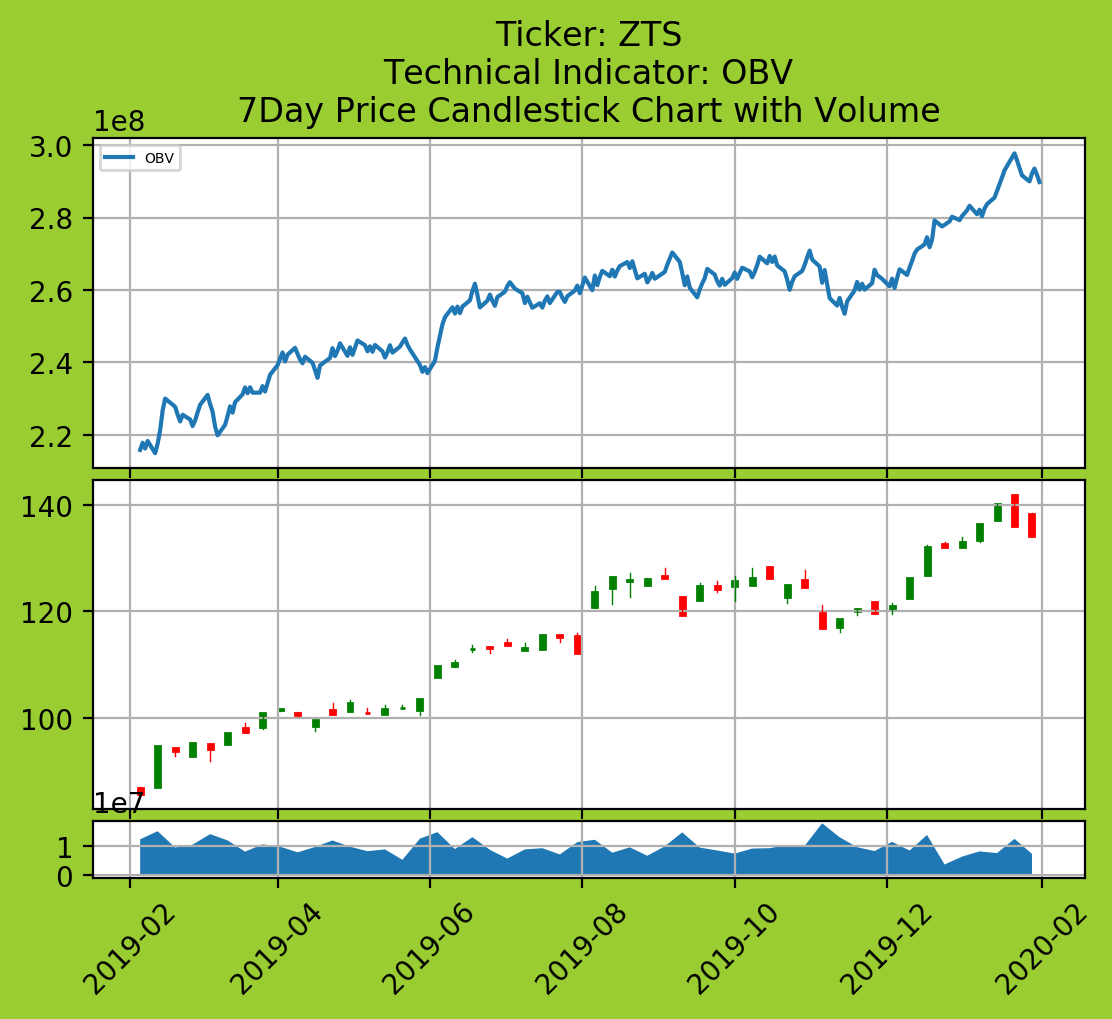 Ticker: ZTS
Technical Indicator: OBV
7Day Price Candlestick Chart with Volume
1e8
OBV
3.0
2.8
2.6
2.4
2.2
140
120
100
1e7
1
0
2019-02
2019-04
2019-06
2019-08
2019-10
2019-12
2020-02